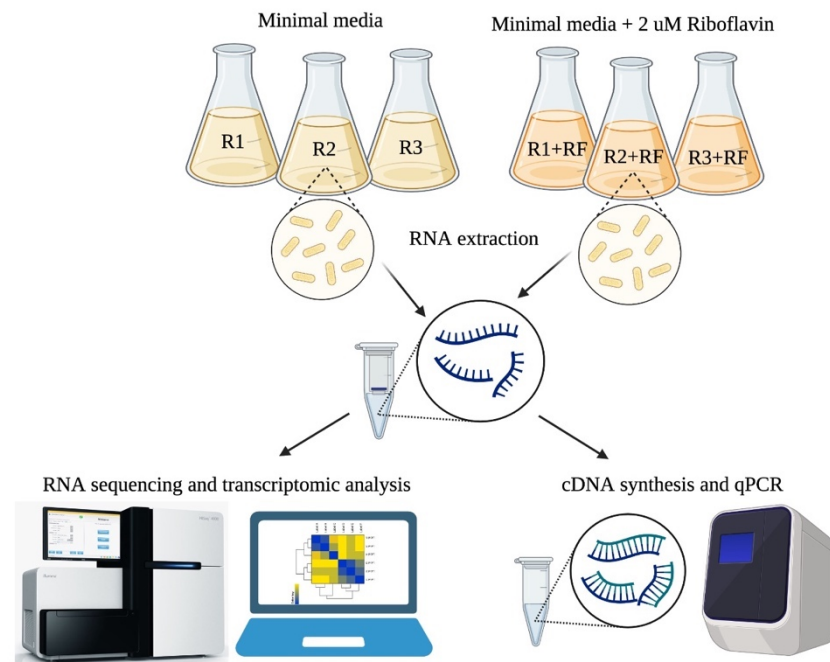 Minimal media
Minimal media + 2 uM Riboflavin
R1
R2
R3
R1+RF
R2+RF
R3+RF
RNA extraction
RNA sequencing and transcriptomic analysis
cDNA synthesis and qPCR